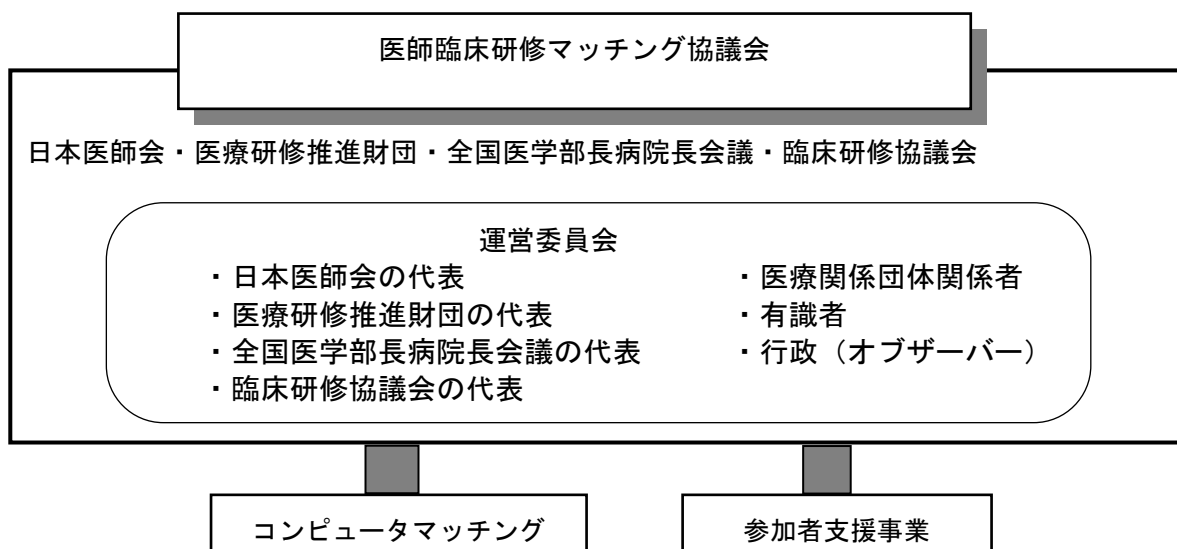 医師臨床研修マッチング協議会
日本医師会・医療研修推進財団・全国医学部長病院長会議・臨床研修協議会
運営委員会
・日本医師会の代表
・医療研修推進財団の代表
・全国医学部長病院長会議の代表
・臨床研修協議会の代表
・医療関係団体関係者
・有識者
・行政（オブザーバー）
コンピュータマッチング
参加者支援事業